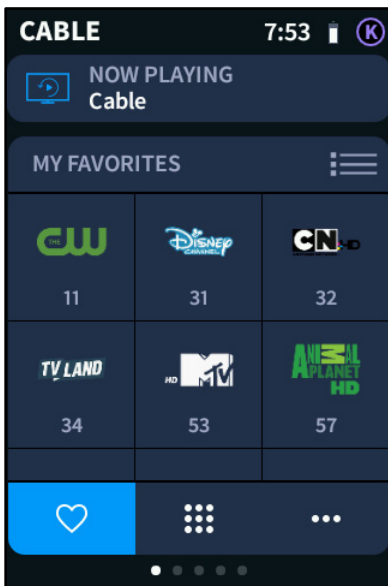 CABLE 7:53 K
NOW PLAYING
Cable
MY FAVORITES
THE CW DISNEY CHANNEL CN HD
11 31 32
TV LAND HD MTV ANIMAL PLANET HD
34 53 57